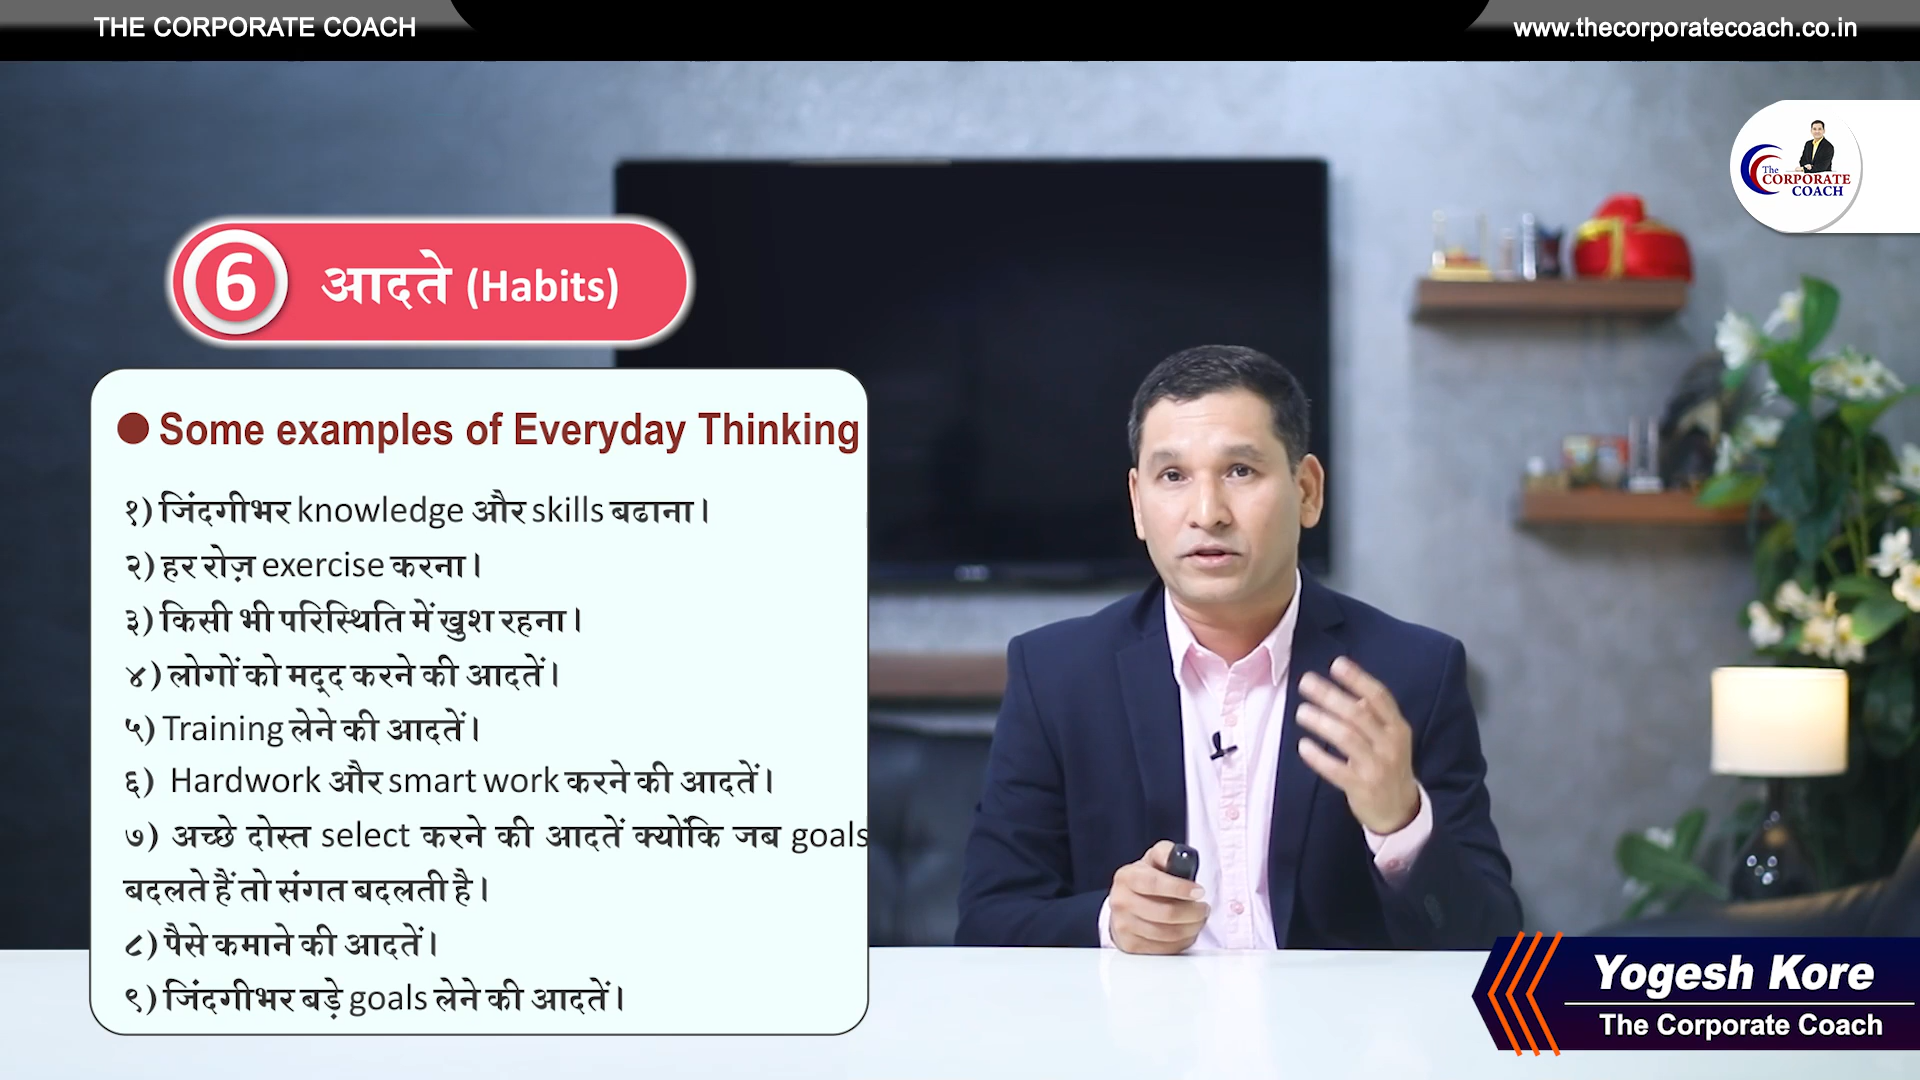 THE CORPORATE COACH
www.thecorporatecoach.co.in
The
CORPORATE
COACH
6 आदते (Habits)
● Some examples of Everyday Thinking
१) जिंदगीभर knowledge और skills बढाना।
२) हर रोज़ exercise करना।
३) किसी भी परिस्थिति में खुश रहना।
४) लोगों को मद्द करने की आदतें।
५) Training लेने की आदतें।
६) Hardwork और smart work करने की आदतें।
७) अच्छे दोस्त select करने की आदतें क्योंकि जब goals
बदलते हैं तो संगत बदलती है।
८) पैसे कमाने की आदतें।
९) जिंदगीभर बड़े goals लेने की आदतें।
Yogesh Kore
The Corporate Coach